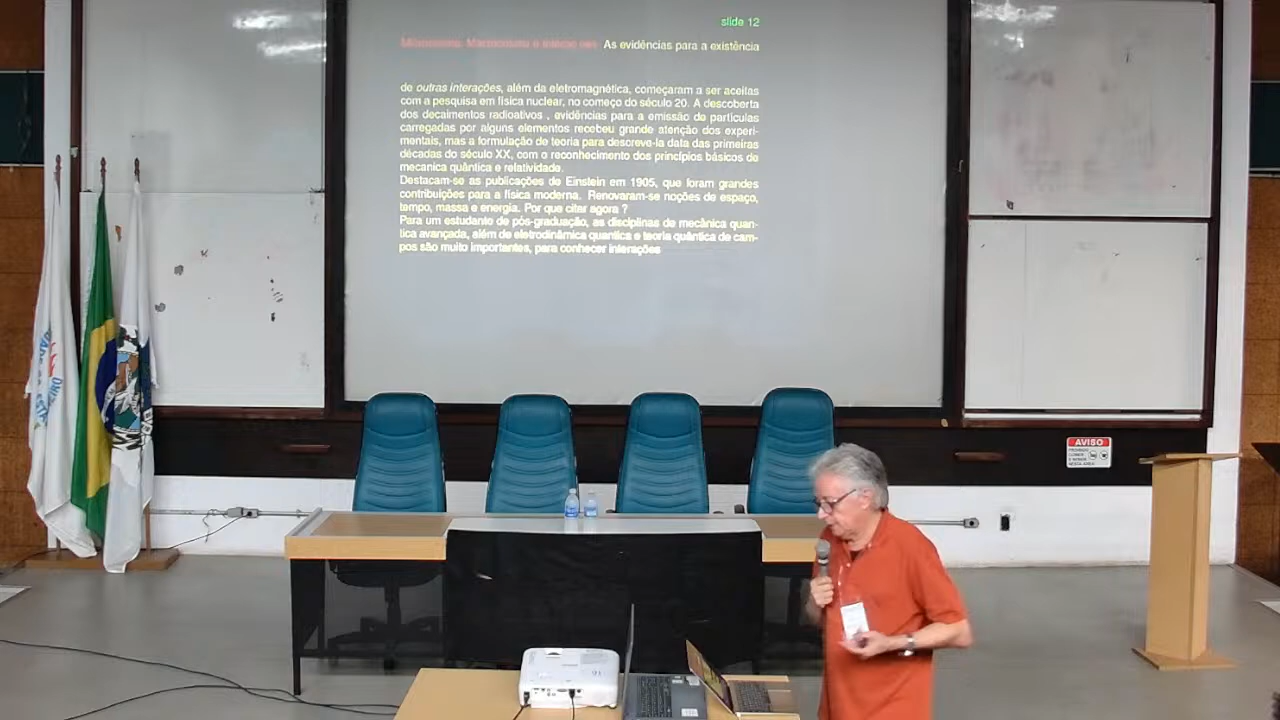 slide 12
Microscópico, Macroscópico e interações As evidências para a existência
de outras interações, além da eletromagnética, começaram a ser aceitas
com a pesquisa em física nuclear, no começo do século 20. A descoberta
dos decaimentos radioativos , evidências para a emissão de partículas
carregadas por alguns elementos recebeu grande atenção dos experi-
mentais, mas a formulação de teoria para descreve-la data das primeiras
décadas do século XX, com o reconhecimento dos princípios básicos de
mecanica quântica e relatividade.
Destacam-se as publicações de Einstein em 1905, que foram grandes
contribuições para a física moderna. Renovaram-se noções de espaço,
tempo, massa e energia. Por que citar agora ?
Para um estudante de pós-graduação, as disciplinas de mecânica quan-
tica avançada, além de eletrodinâmica quantica e teoria quântica de cam-
pos são muito importantes, para conhecer interações
AVISO